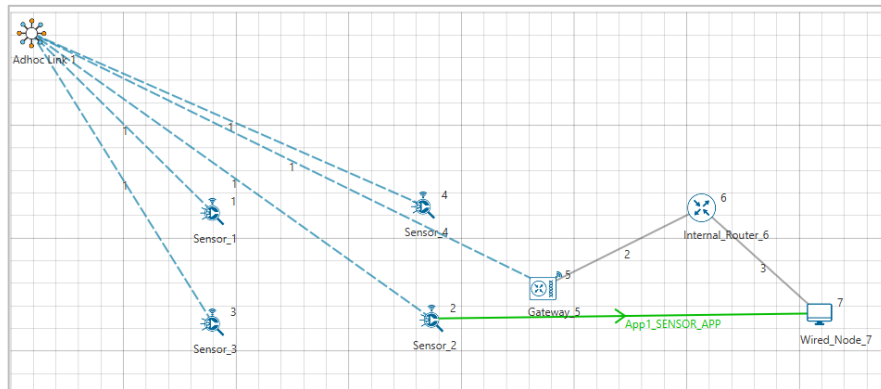 Adhoc Link 1
1
1
1
1
1
1
Sensor_1
4
Sensor_4
6
Internal_Router_6
2
3
5
Gateway_5
3
Sensor_3
2
Sensor_2
App1_SENSOR_APP
7
Wired_Node_7